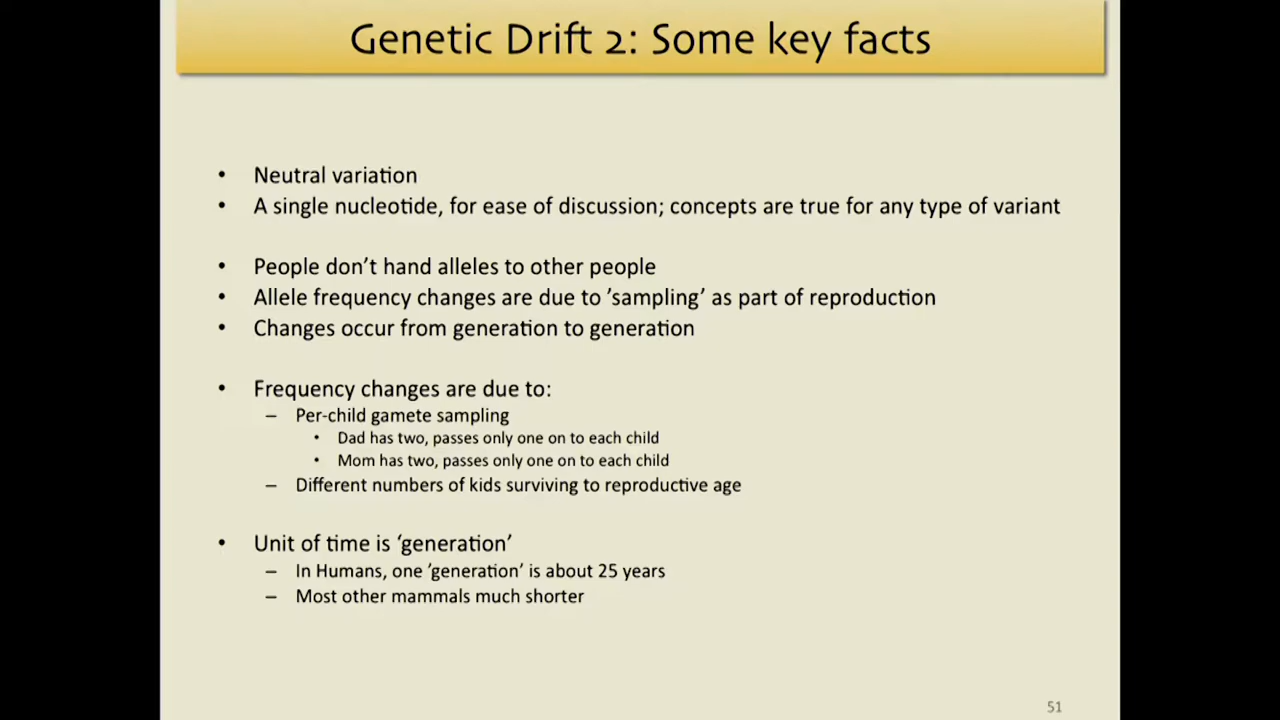 Genetic Drift 2: Some key facts
• Neutral variation
• A single nucleotide, for ease of discussion; concepts are true for any type of variant
• People don’t hand alleles to other people
• Allele frequency changes are due to ’sampling’ as part of reproduction
• Changes occur from generation to generation
• Frequency changes are due to:
– Per-child gamete sampling
• Dad has two, passes only one on to each child
• Mom has two, passes only one on to each child
– Different numbers of kids surviving to reproductive age
• Unit of time is ‘generation’
– In Humans, one ’generation’ is about 25 years
– Most other mammals much shorter
51